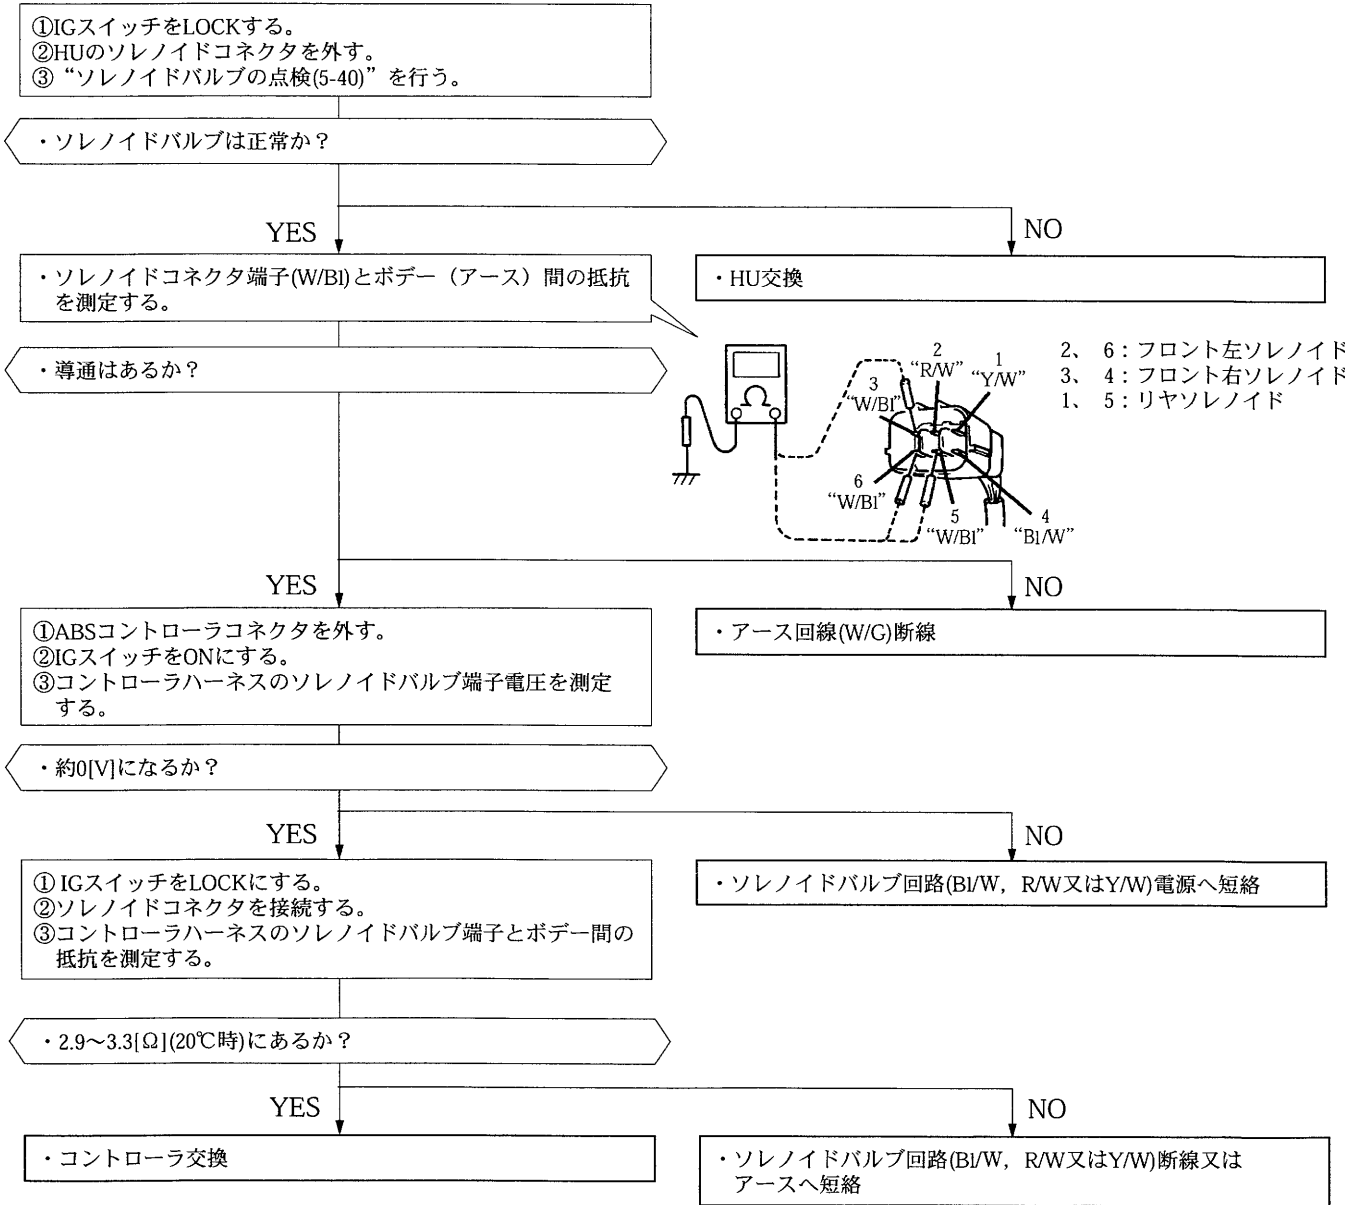 ①IGスイッチをLOCKする。
②HUのソレノイドコネクタを外す。
③“ソレノイドバルブの点検(5-40)”を行う。
・ソレノイドバルブは正常か？
YES
NO
・ソレノイドコネクタ端子(W/Bl)とボデー（アース）間の抵抗
を測定する。
・HU交換
・導通はあるか？
2
“R/W”
1
“Y/W”
3
“W/Bl”
6
“W/Bl”
5
“W/Bl”
4
“Bl/W”
2、 6：フロント左ソレノイド
3、 4：フロント右ソレノイド
1、 5：リヤソレノイド
YES
NO
①ABSコントローラコネクタを外す。
②IGスイッチをONにする。
③コントローラハーネスのソレノイドバルブ端子電圧を測定
する。
・アース回線(W/G)断線
・約0[V]になるか？
YES
NO
①IGスイッチをLOCKにする。
②ソレノイドコネクタを接続する。
③コントローラハーネスのソレノイドバルブ端子とボデー間の
抵抗を測定する。
・ソレノイドバルブ回路(Bl/W, R/W又はY/W)電源へ短絡
・2.9〜3.3[Ω](20℃時)にあるか？
YES
NO
・コントローラ交換
・ソレノイドバルブ回路(Bl/W, R/W又はY/W)断線又は
アースへ短絡